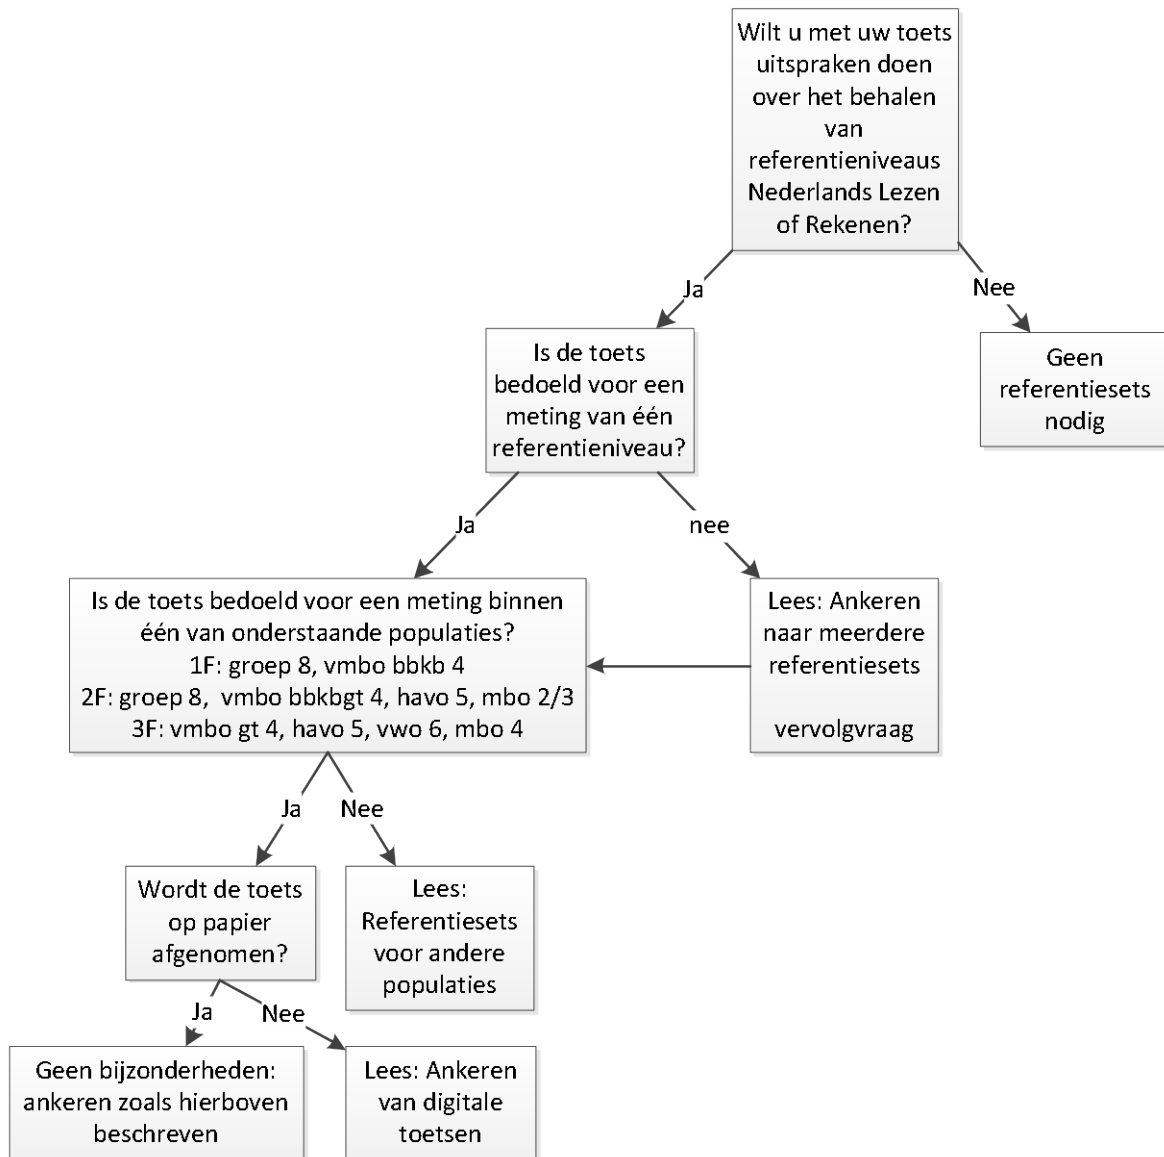 Wilt u met uw toets
uitspraken doen
over het behalen
van
referentieniveaus
Nederlands Lezen
of Rekenen?
Ja
Nee
Is de toets
bedoeld voor een
meting van één
referentieniveau?
Geen
referentiesets
nodig
Ja
nee
Is de toets bedoeld voor een meting binnen
één van onderstaande populaties?
1F: groep 8, vmbo bbkb 4
2F: groep 8, vmbo bbkbgt 4, havo 5, mbo 2/3
3F: vmbo gt 4, havo 5, vwo 6, mbo 4
Lees: Ankeren
naar meerdere
referentiesets
vervolgvraag
Ja
Nee
Wordt de toets
op papier
afgenomen?
Lees:
Referentiesets
voor andere
populaties
Ja
Nee
Geen bijzonderheden:
ankeren zoals hierboven
beschreven
Lees: Ankeren
van digitale
toetsen